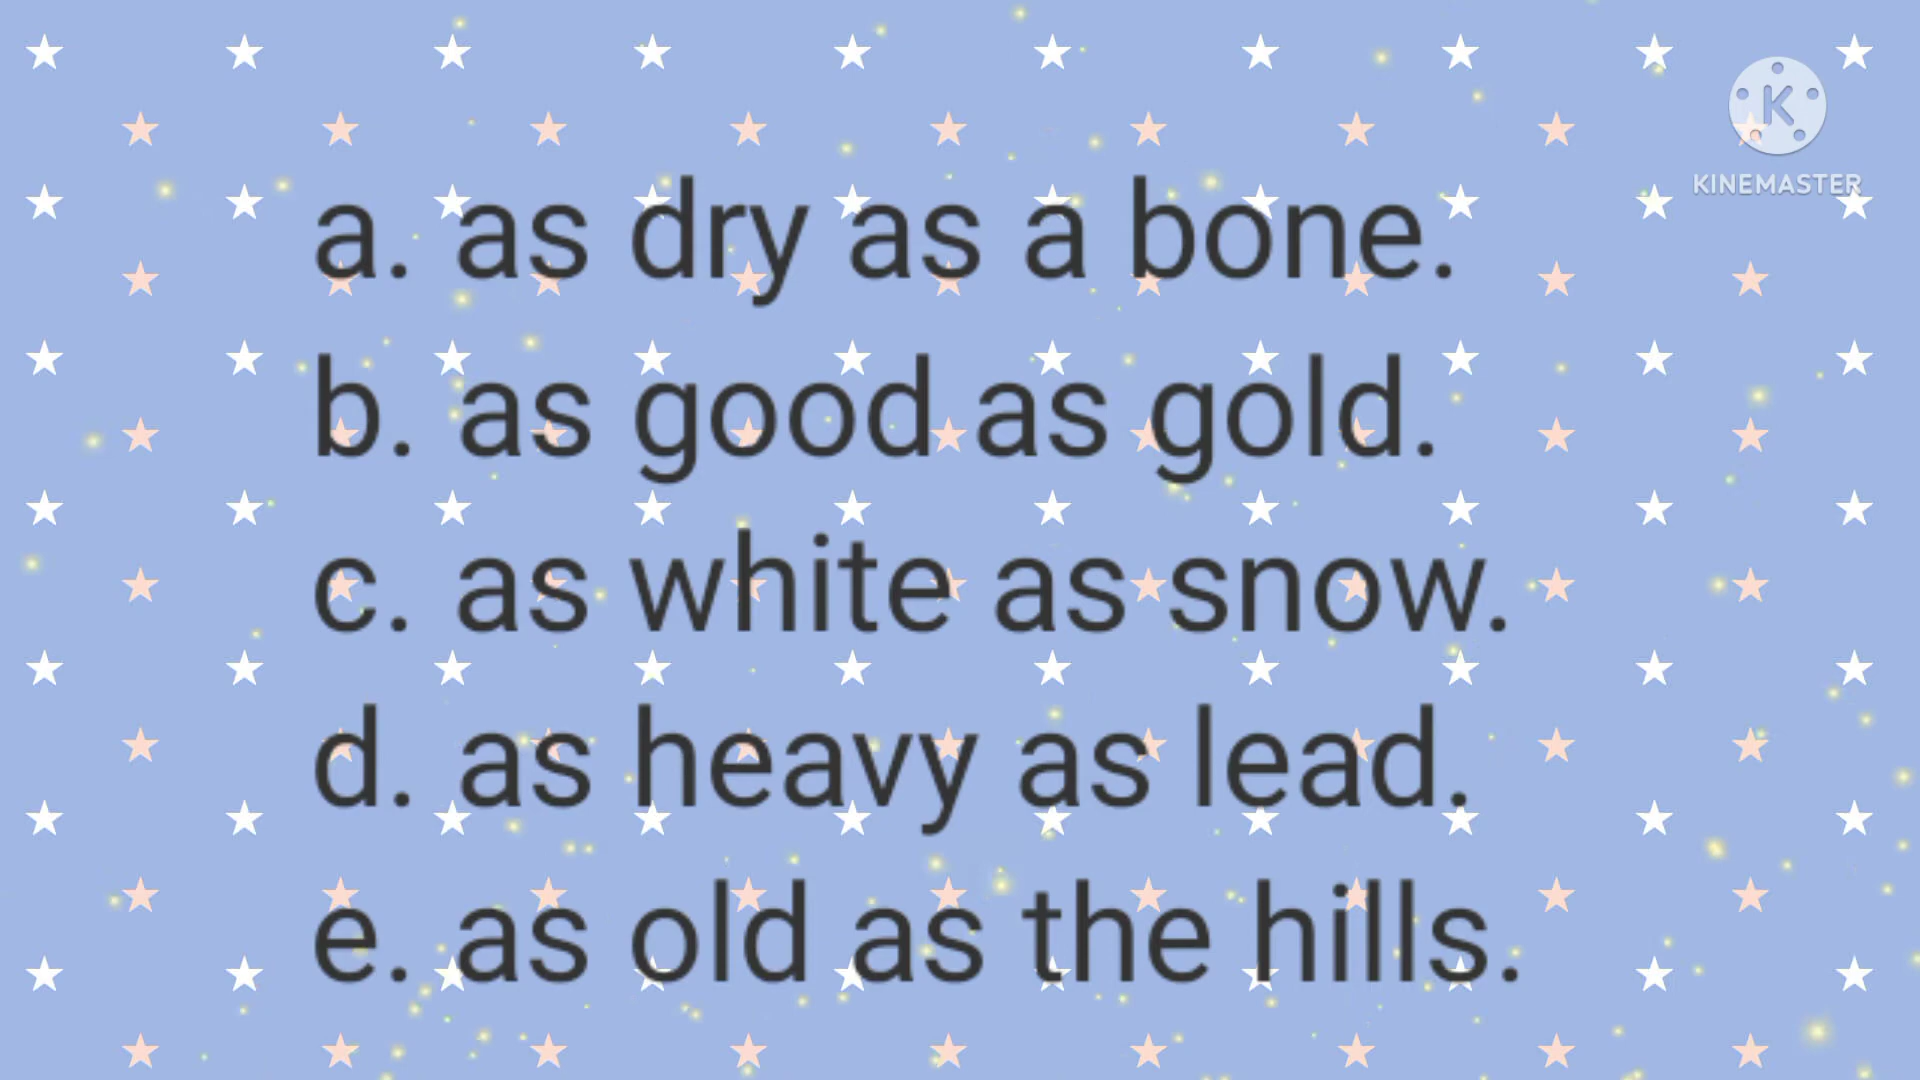 KINEMASTER
a. as dry as a bone.
b. as good as gold.
c. as white as snow.
d. as heavy as lead.
e. as old as the hills.